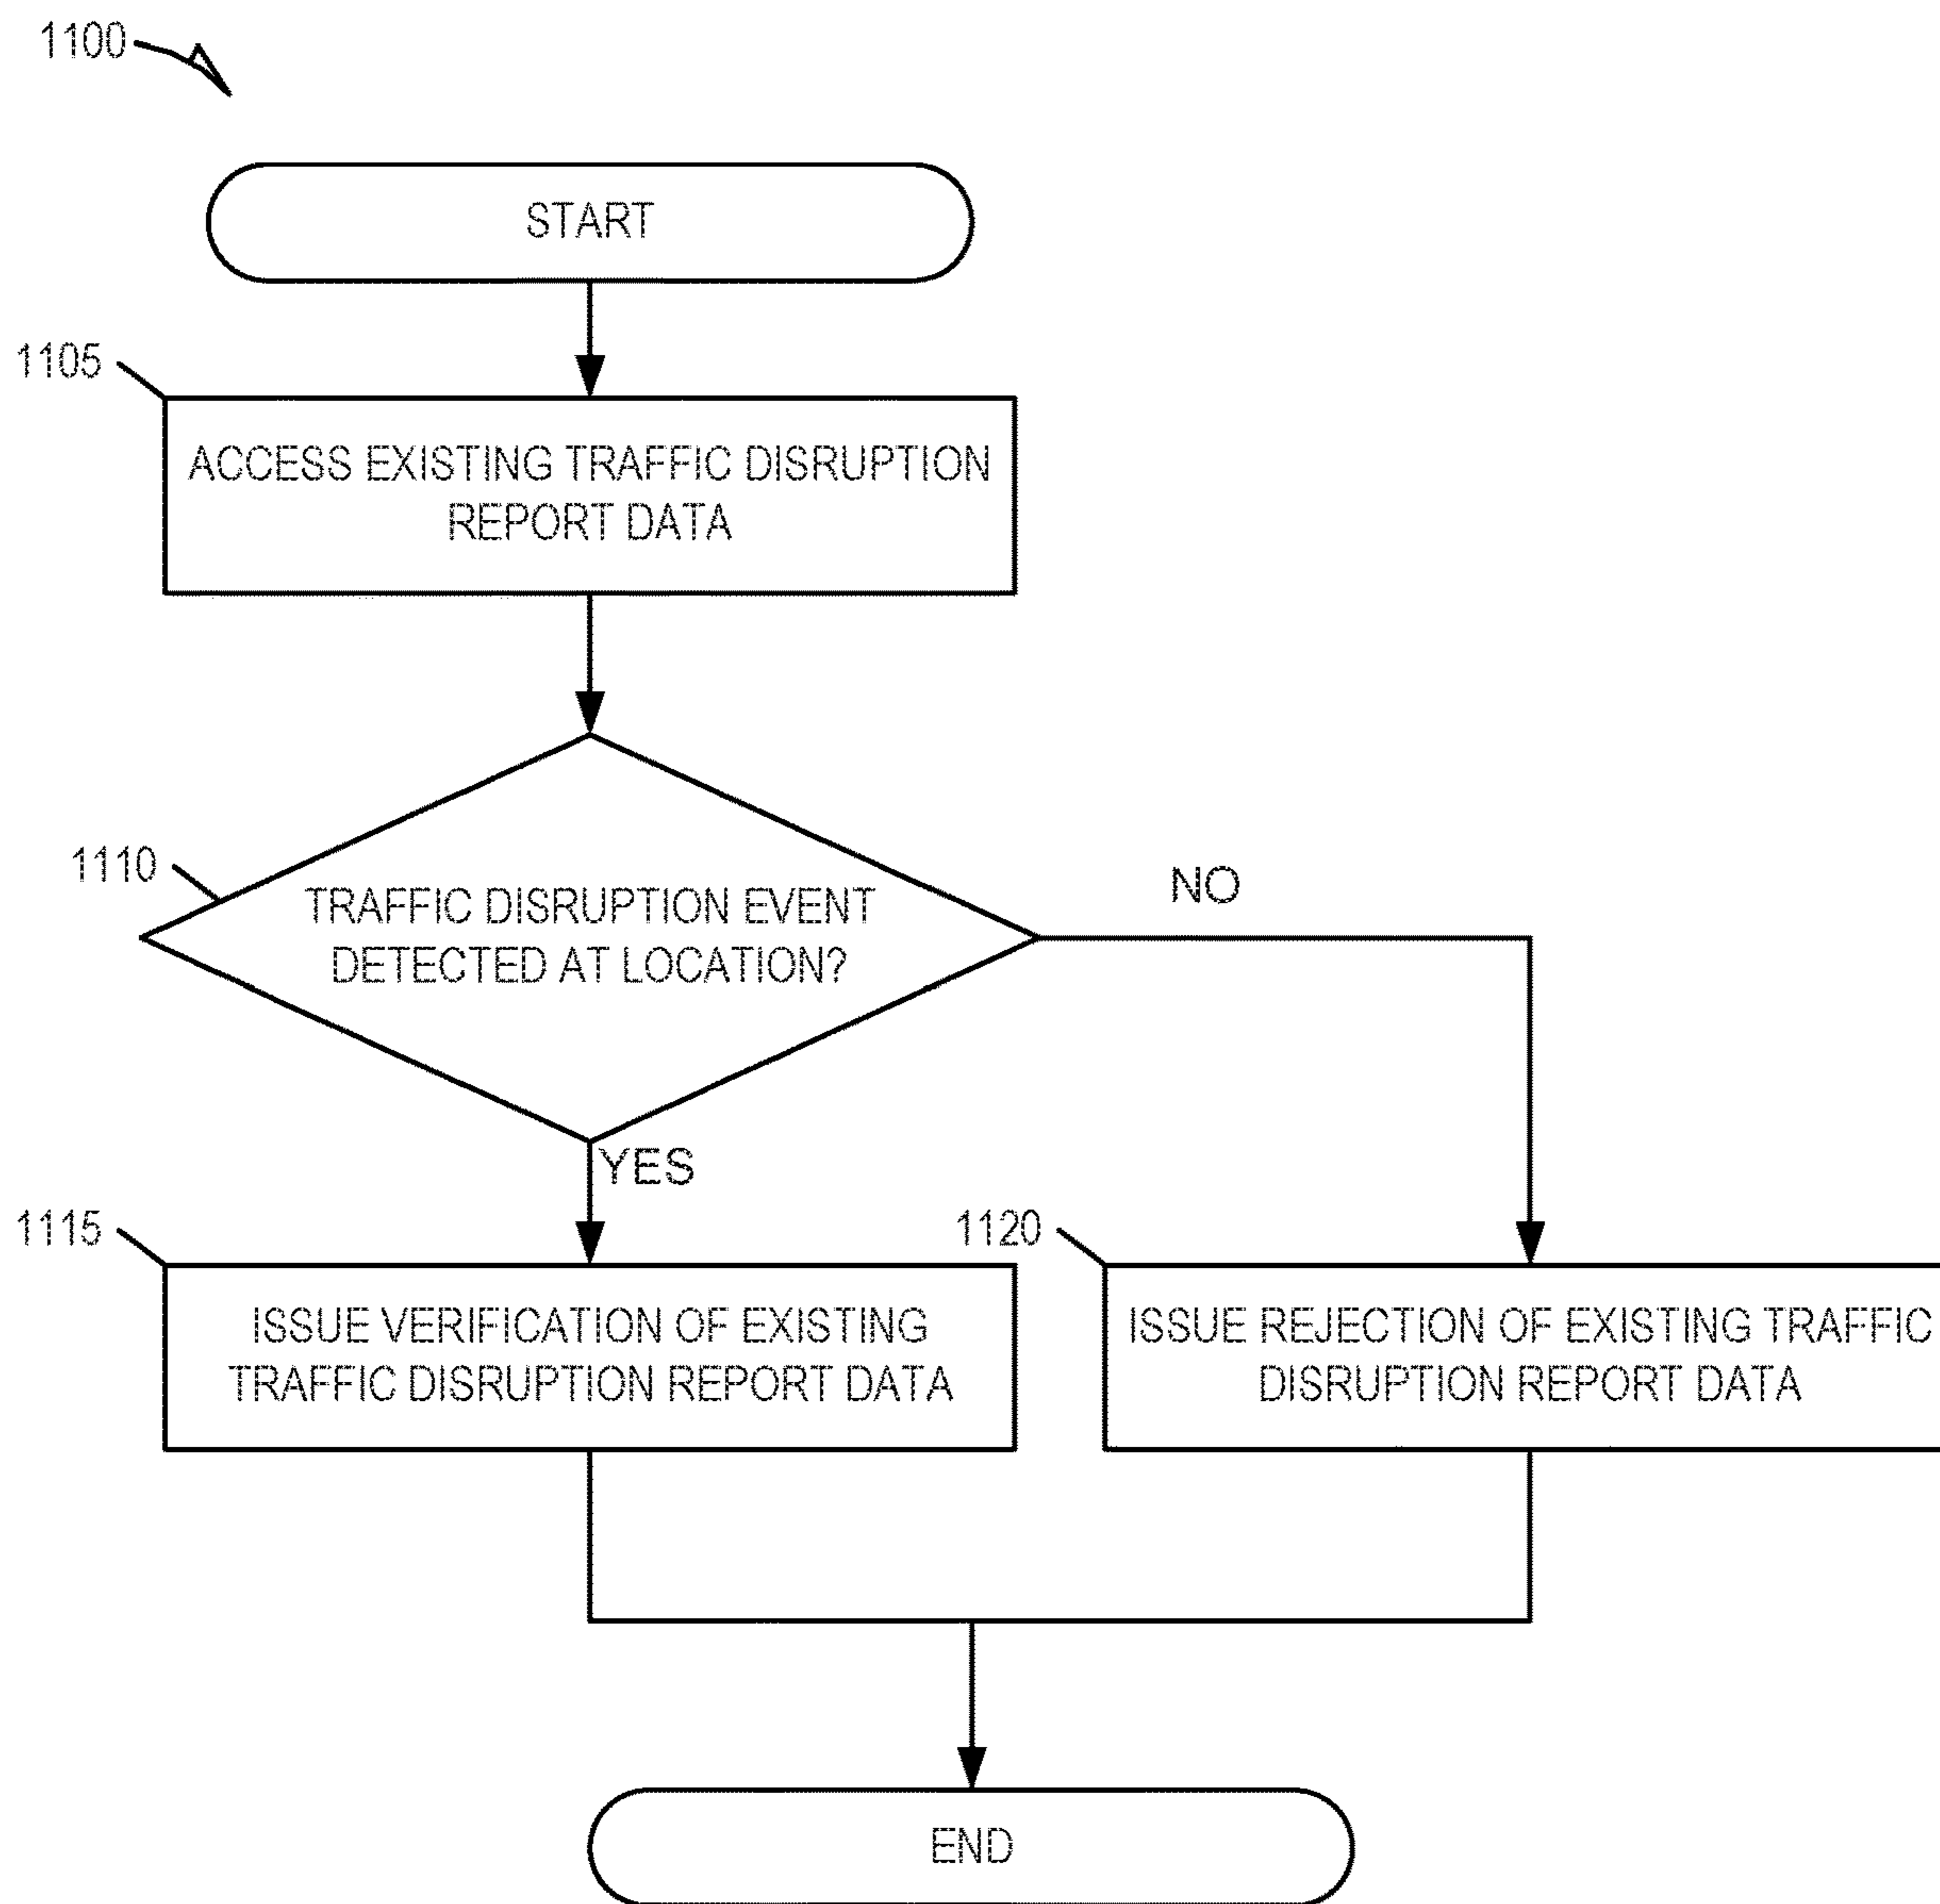 1100
START
1105
ACCESS EXISTING TRAFFIC DISRUPTION
REPORT DATA
1110
TRAFFIC DISRUPTION EVENT
DETECTED AT LOCATION?
NO
YES
1115
ISSUE VERIFICATION OF EXISTING
TRAFFIC DISRUPTION REPORT DATA
1120
ISSUE REJECTION OF EXISTING TRAFFIC
DISRUPTION REPORT DATA
END